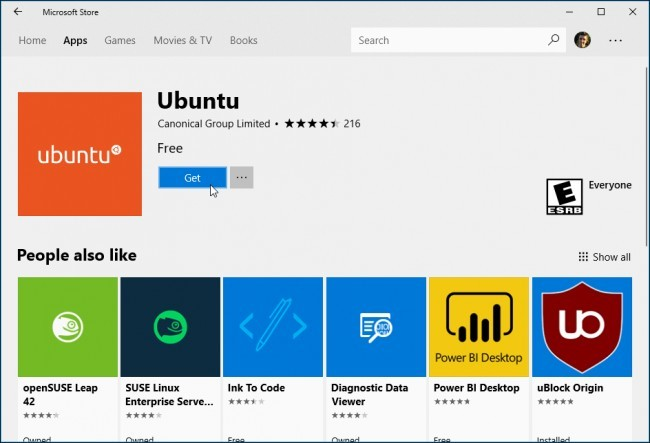 Microsoft Store
Home Apps Games Movies & TV Books Search
Ubuntu
ubuntu
Canonical Group Limited • 216
Free
Get
E
ESRB
Everyone
People also like
Show all
UO
Power BI Desktop
openSUSE Leap 42
SUSE Linux Enterprise Serve...
Ink To Code
Diagnostic Data Viewer
Power BI Desktop
uBlock Origin
Owned Owned Free Owned Free Installed